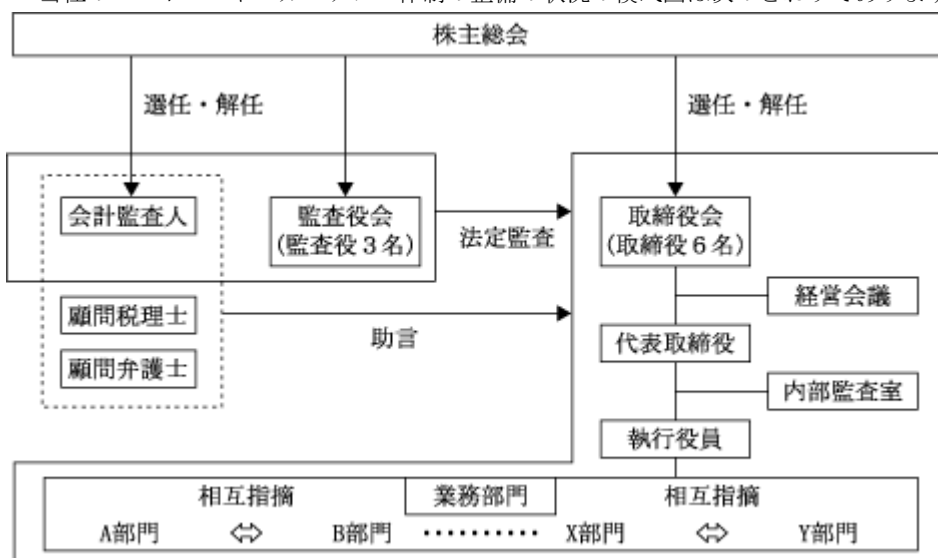 株主総会
選任・解任
選任・解任
会計監査人
監査役会
(監査役3名)
法定監査
取締役会
(取締役6名)
経営会議
顧問税理士
助言
代表取締役
顧問弁護士
内部監査室
執行役員
相互指摘
業務部門
相互指摘
A部門 ⇔ B部門 ‥‥‥‥‥ X部門 ⇔ Y部門